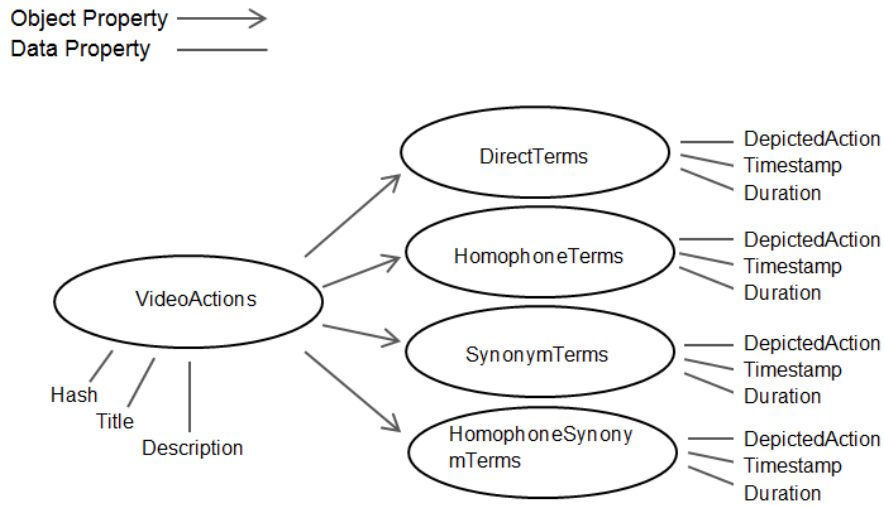 Object Property
Data Property
DirectTerms
DepictedAction
Timestamp
Duration
HomophoneTerms
DepictedAction
Timestamp
Duration
VideoActions
Hash
Title
Description
SynonymTerms
DepictedAction
Timestamp
Duration
HomophoneSynony
mTerms
DepictedAction
Timestamp
Duration